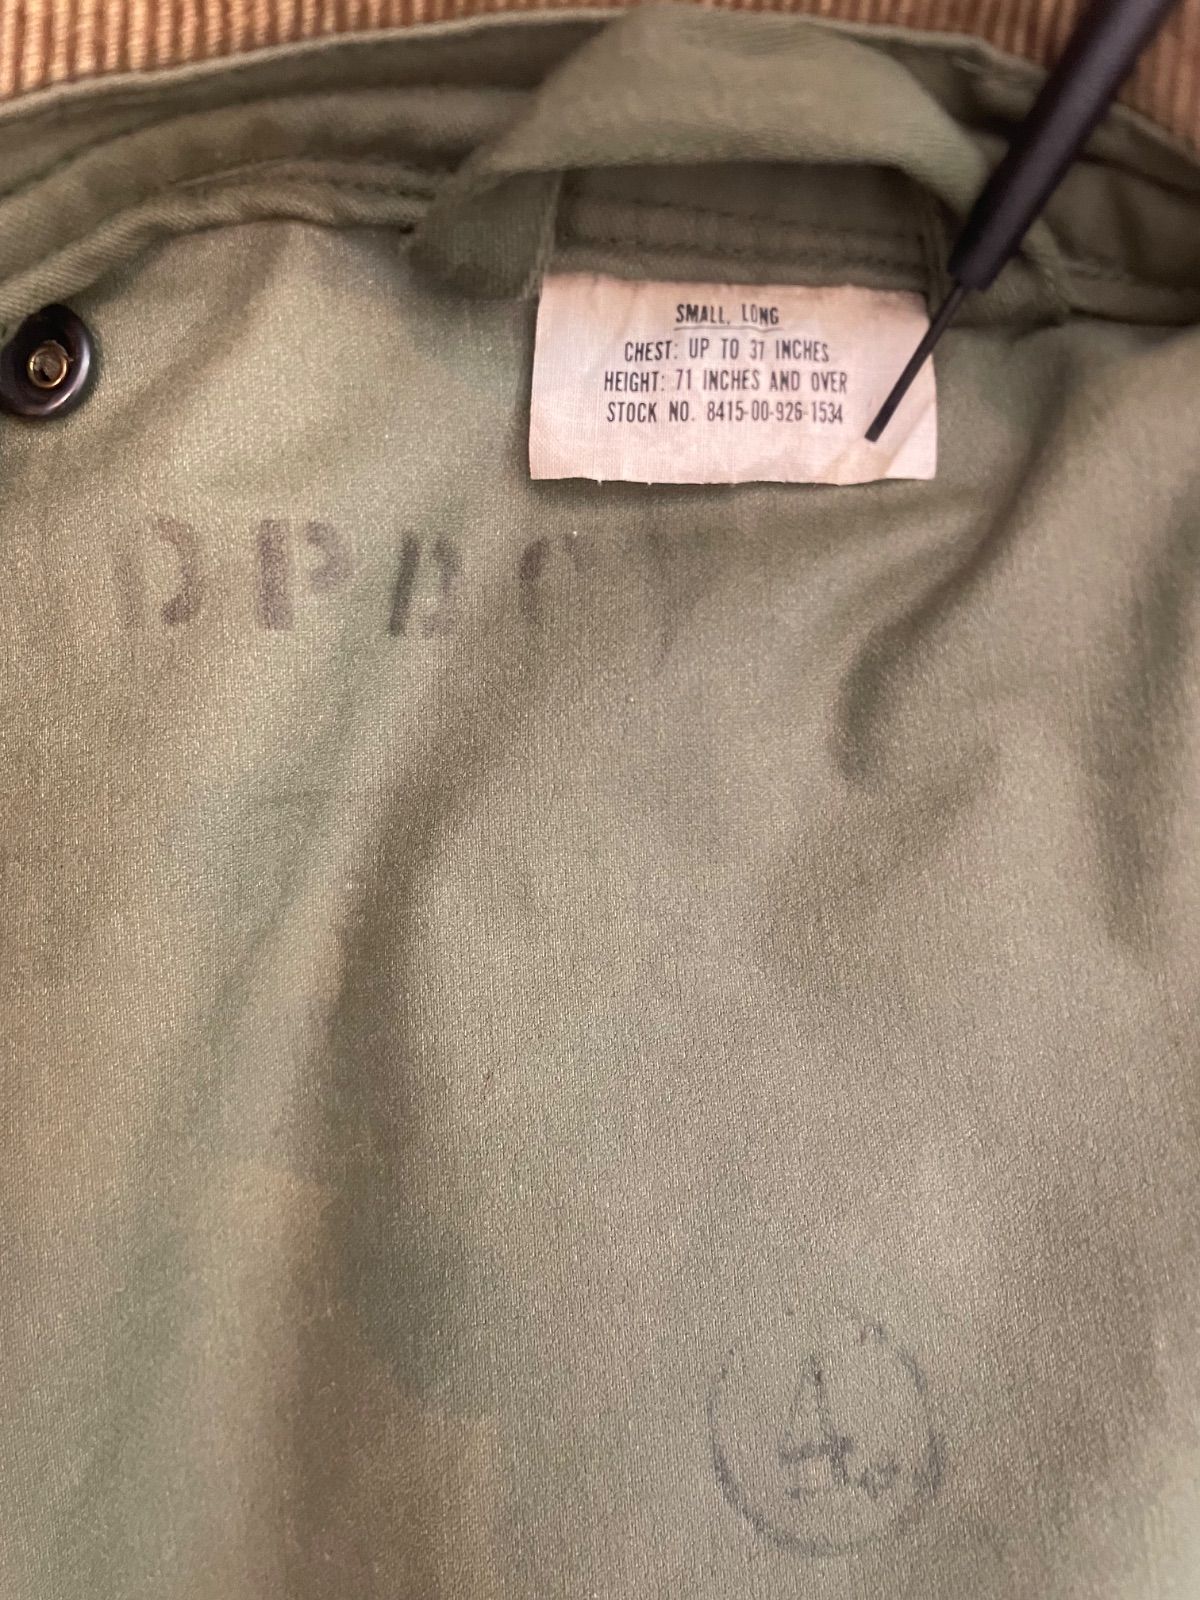 SMALL, LONG
CHEST: UP TO 37 INCHES
HEIGHT: 71 INCHES AND OVER
STOCK NO. 8415-00-926-1534